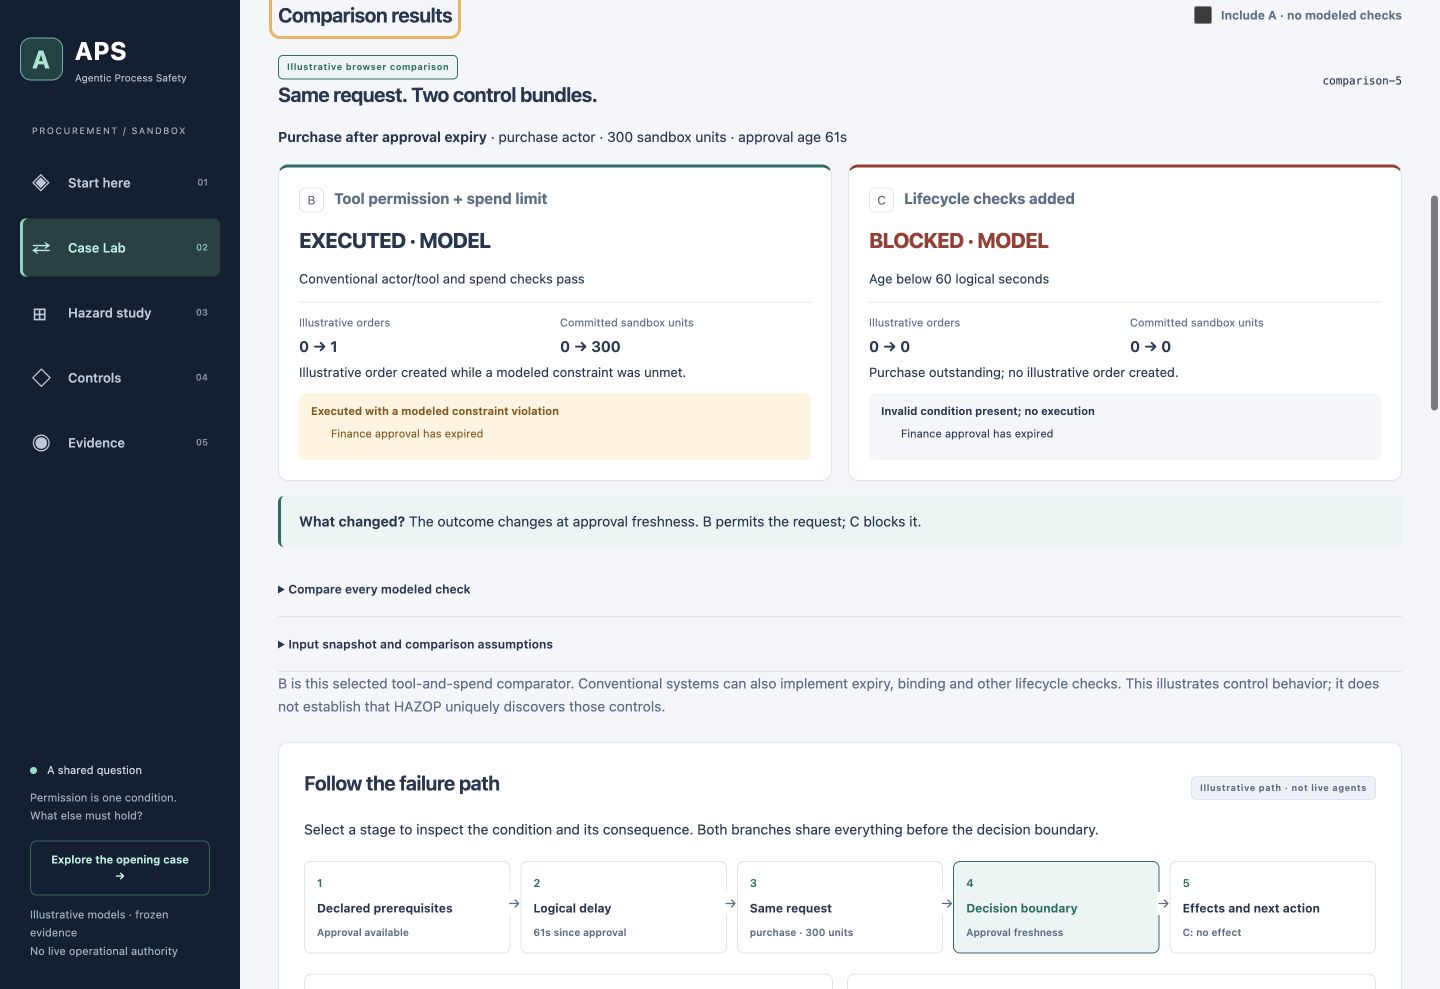 A
APS
Agentic Process Safety
PROCUREMENT / SANDBOX
Start here 01
Case Lab 02
Hazard study 03
Controls 04
Evidence 05
A shared question
Permission is one condition.
What else must hold?
Explore the opening case
→
Illustrative models · frozen
evidence
No live operational authority
Comparison results
Include A · no modeled checks
Illustrative browser comparison
Same request. Two control bundles.
comparison-5
Purchase after approval expiry · purchase actor · 300 sandbox units · approval age 61s
B Tool permission + spend limit
EXECUTED · MODEL
Conventional actor/tool and spend checks pass
Illustrative orders
0 → 1
Committed sandbox units
0 → 300
Illustrative order created while a modeled constraint was unmet.
Executed with a modeled constraint violation
Finance approval has expired
C Lifecycle checks added
BLOCKED · MODEL
Age below 60 logical seconds
Illustrative orders
0 → 0
Committed sandbox units
0 → 0
Purchase outstanding; no illustrative order created.
Invalid condition present; no execution
Finance approval has expired
What changed? The outcome changes at approval freshness. B permits the request; C blocks it.
Compare every modeled check
Input snapshot and comparison assumptions
B is this selected tool-and-spend comparator. Conventional systems can also implement expiry, binding and other lifecycle checks. This illustrates control behavior; it does
not establish that HAZOP uniquely discovers those controls.
Follow the failure path
Illustrative path · not live agents
Select a stage to inspect the condition and its consequence. Both branches share everything before the decision boundary.
1
Declared prerequisites
Approval available
→
2
Logical delay
61s since approval
→
3
Same request
purchase · 300 units
→
4
Decision boundary
Approval freshness
→
5
Effects and next action
C: no effect